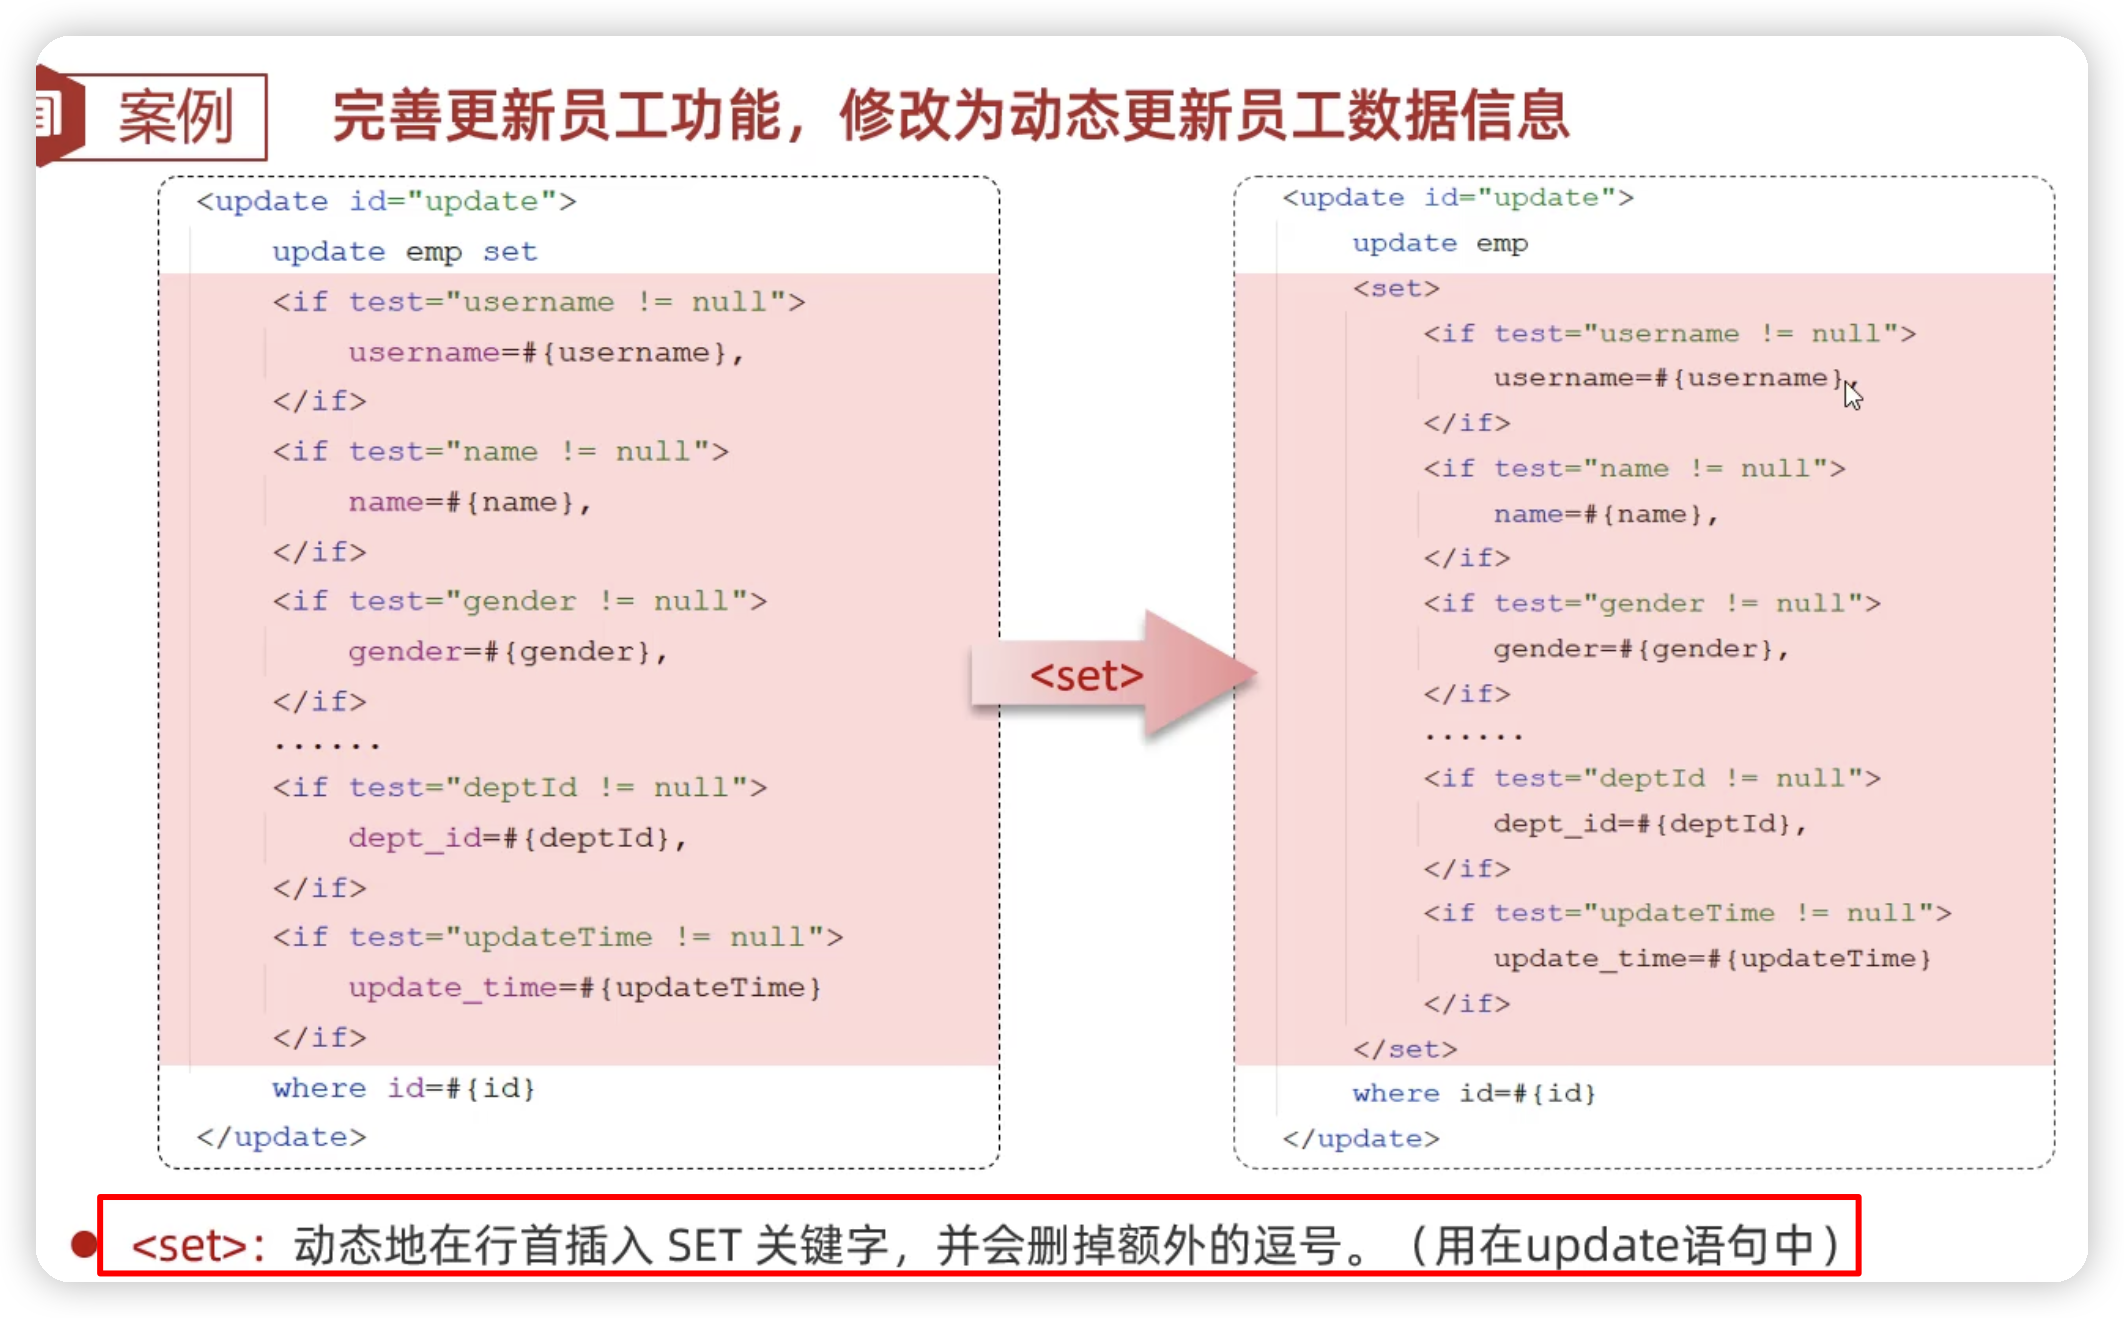 案例
完善更新员工功能，修改为动态更新员工数据信息
<update id="update">
update emp set
<if test="username != null">
username=#{username},
</if>
<if test="name != null">
name=#{name},
</if>
<if test="gender != null">
gender=#{gender},
</if>
······
<if test="deptId != null">
dept_id=#{deptId},
</if>
<if test="updateTime != null">
update_time=#{updateTime}
</if>
where id=#{id}
</update>
<set>
<update id="update">
update emp
<set>
<if test="username != null">
username=#{username},
</if>
<if test="name != null">
name=#{name},
</if>
<if test="gender != null">
gender=#{gender},
</if>
······
<if test="deptId != null">
dept_id=#{deptId},
</if>
<if test="updateTime != null">
update_time=#{updateTime}
</if>
</set>
where id=#{id}
</update>
<set>：动态地在行首插入 SET 关键字，并会删掉额外的逗号。（用在update语句中）